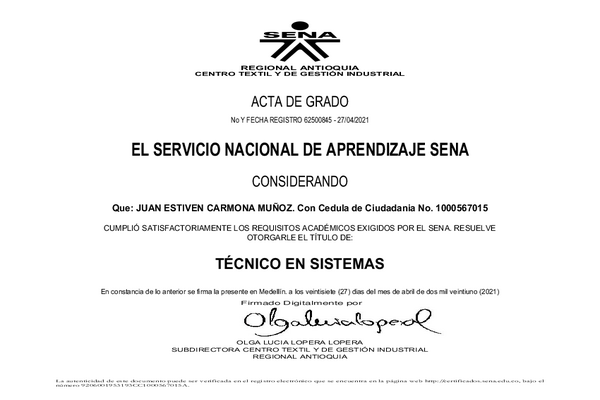 SENA
REGIONAL ANTIOQUIA
CENTRO TEXTIL Y DE GESTIÓN INDUSTRIAL
ACTA DE GRADO
No Y FECHA REGISTRO 62500845 - 27/04/2021
EL SERVICIO NACIONAL DE APRENDIZAJE SENA
CONSIDERANDO
Que: JUAN ESTIVEN CARMONA MUÑOZ. Con Cedula de Ciudadania No. 1000567015
CUMPLIÓ SATISFACTORIAMENTE LOS REQUISITOS ACADÉMICOS EXIGIDOS POR EL SENA. RESUELVE
OTORGARLE EL TÍTULO DE:
TÉCNICO EN SISTEMAS
En constancia de lo anterior se firma la presente en Medellín. a los veintisiete (27) días del mes de abril de dos mil veintiuno (2021)
Firmado Digitalmente por
Olga Lucia Lopera L
OLGA LUCIA LOPERA LOPERA
SUBDIRECTORA CENTRO TEXTIL Y DE GESTIÓN INDUSTRIAL
REGIONAL ANTIOQUIA
La autenticidad de este documento puede ser verificada en el registro electrónico que se encuentra en la página web http://certificados.sena.edu.co, bajo el
número 9206001955195CC1000567015A.